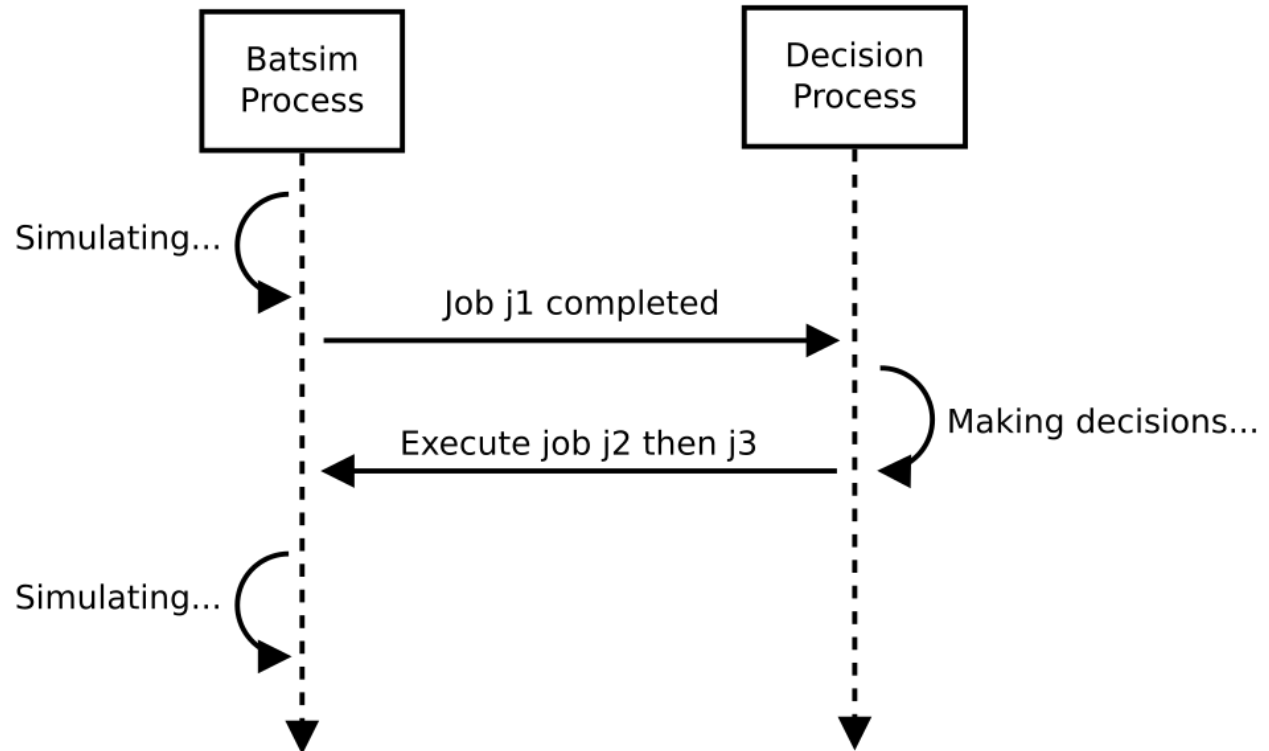 Batsim
Process
Decision
Process
Simulating...
Job j1 completed
Making decisions...
Execute job j2 then j3
Simulating...